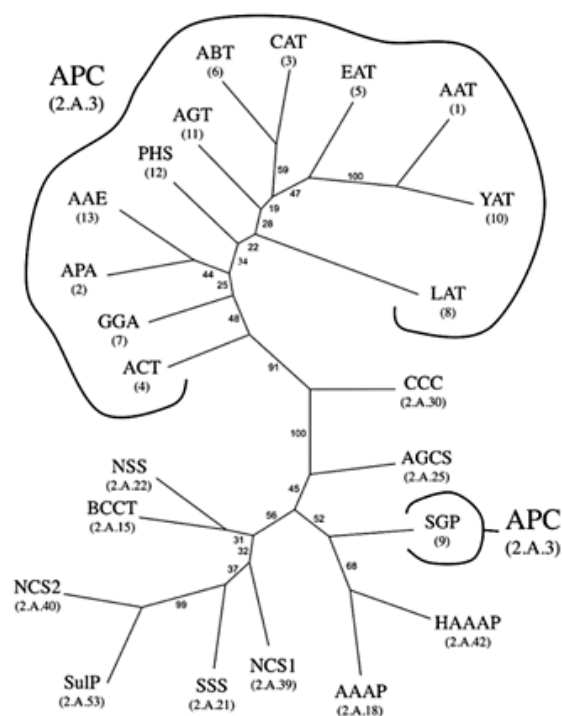 CAT
(3)
ABT
(6)
EAT
(5)
APC
(2.A.3)
AAT
(1)
AGT
(11)
PHS
(12)
59
100
47
YAT
(10)
AAE
(13)
19
28
22
34
APA
(2)
44
25
LAT
(8)
GGA
(7)
48
ACT
(4)
91
CCC
(2.A.30)
100
NSS
(2.A.22)
AGCS
(2.A.25)
45
BCCT
(2.A.15)
56
52
SGP
(9)
APC
(2.A.3)
31
32
37
68
NCS2
(2.A.40)
99
HAAAP
(2.A.42)
SulP
(2.A.53)
SSS
(2.A.21)
NCS1
(2.A.39)
AAAP
(2.A.18)